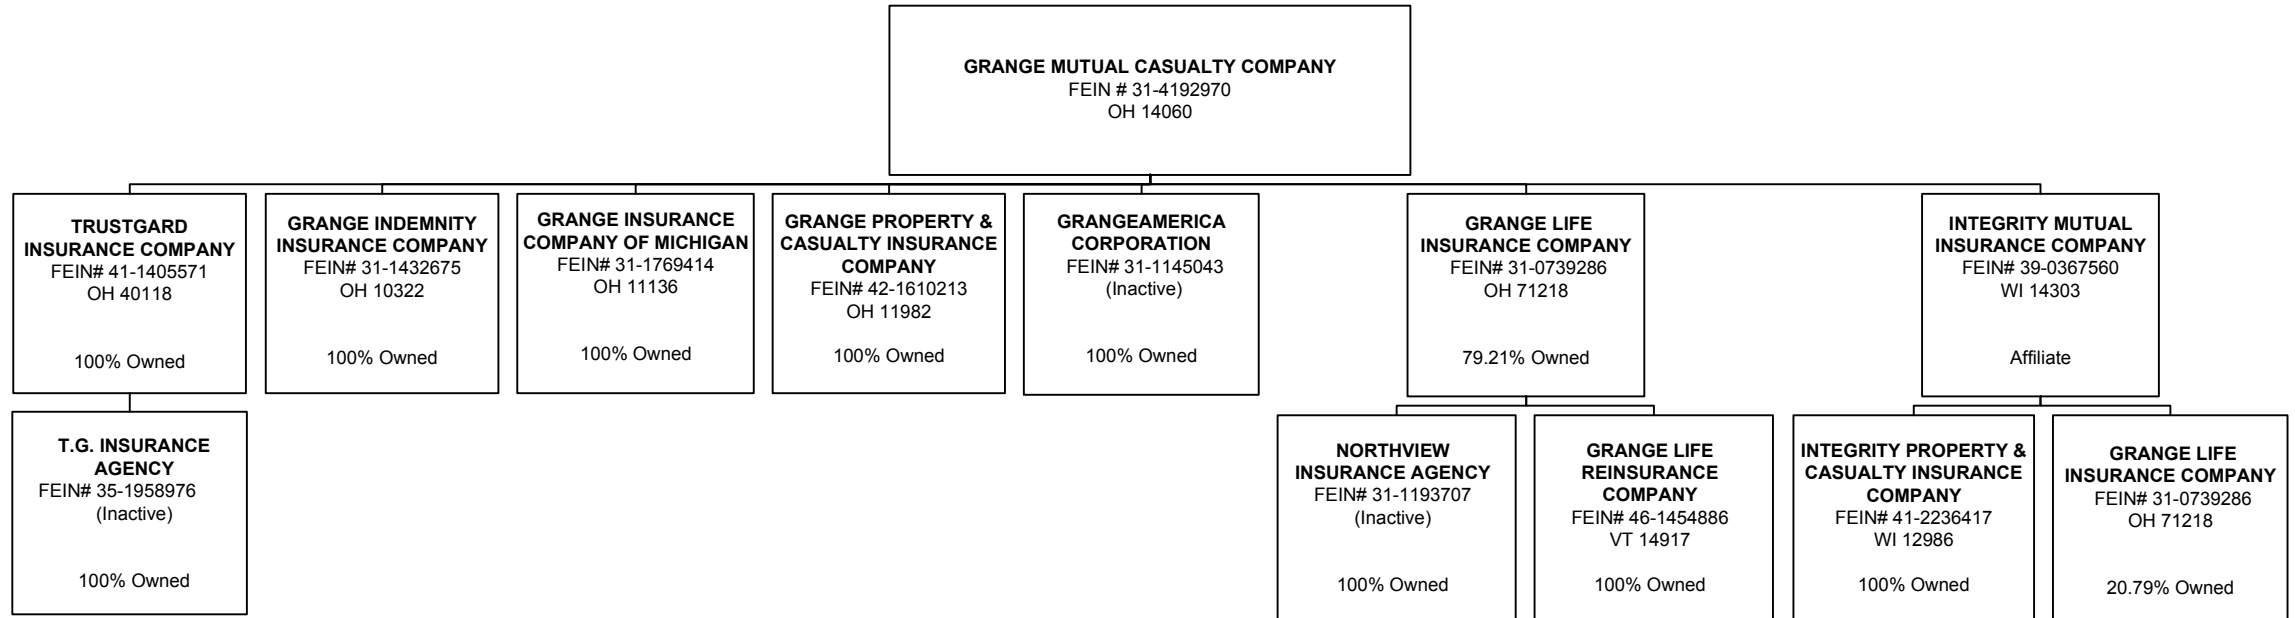 GRANGE MUTUAL CASUALTY COMPANY
FEIN # 31-4192970
OH 14060
TRUSTGARD
INSURANCE COMPANY
FEIN# 41-1405571
OH 40118
100% Owned
GRANGE INDEMNITY
INSURANCE COMPANY
FEIN# 31-1432675
OH 10322
100% Owned
GRANGE INSURANCE
COMPANY OF MICHIGAN
FEIN# 31-1769414
OH 11136
100% Owned
GRANGE PROPERTY &
CASUALTY INSURANCE
COMPANY
FEIN# 42-1610213
OH 11982
100% Owned
GRANGEAMERICA
CORPORATION
FEIN# 31-1145043
(Inactive)
100% Owned
GRANGE LIFE
INSURANCE COMPANY
FEIN# 31-0739286
OH 71218
79.21% Owned
INTEGRITY MUTUAL
INSURANCE COMPANY
FEIN# 39-0367560
WI 14303
Affiliate
T.G. INSURANCE
AGENCY
FEIN# 35-1958976
(Inactive)
100% Owned
NORTHVIEW
INSURANCE AGENCY
FEIN# 31-1193707
(Inactive)
100% Owned
GRANGE LIFE
REINSURANCE
COMPANY
FEIN# 46-1454886
VT 14917
100% Owned
INTEGRITY PROPERTY &
CASUALTY INSURANCE
COMPANY
FEIN# 41-2236417
WI 12986
100% Owned
GRANGE LIFE
INSURANCE COMPANY
FEIN# 31-0739286
OH 71218
20.79% Owned